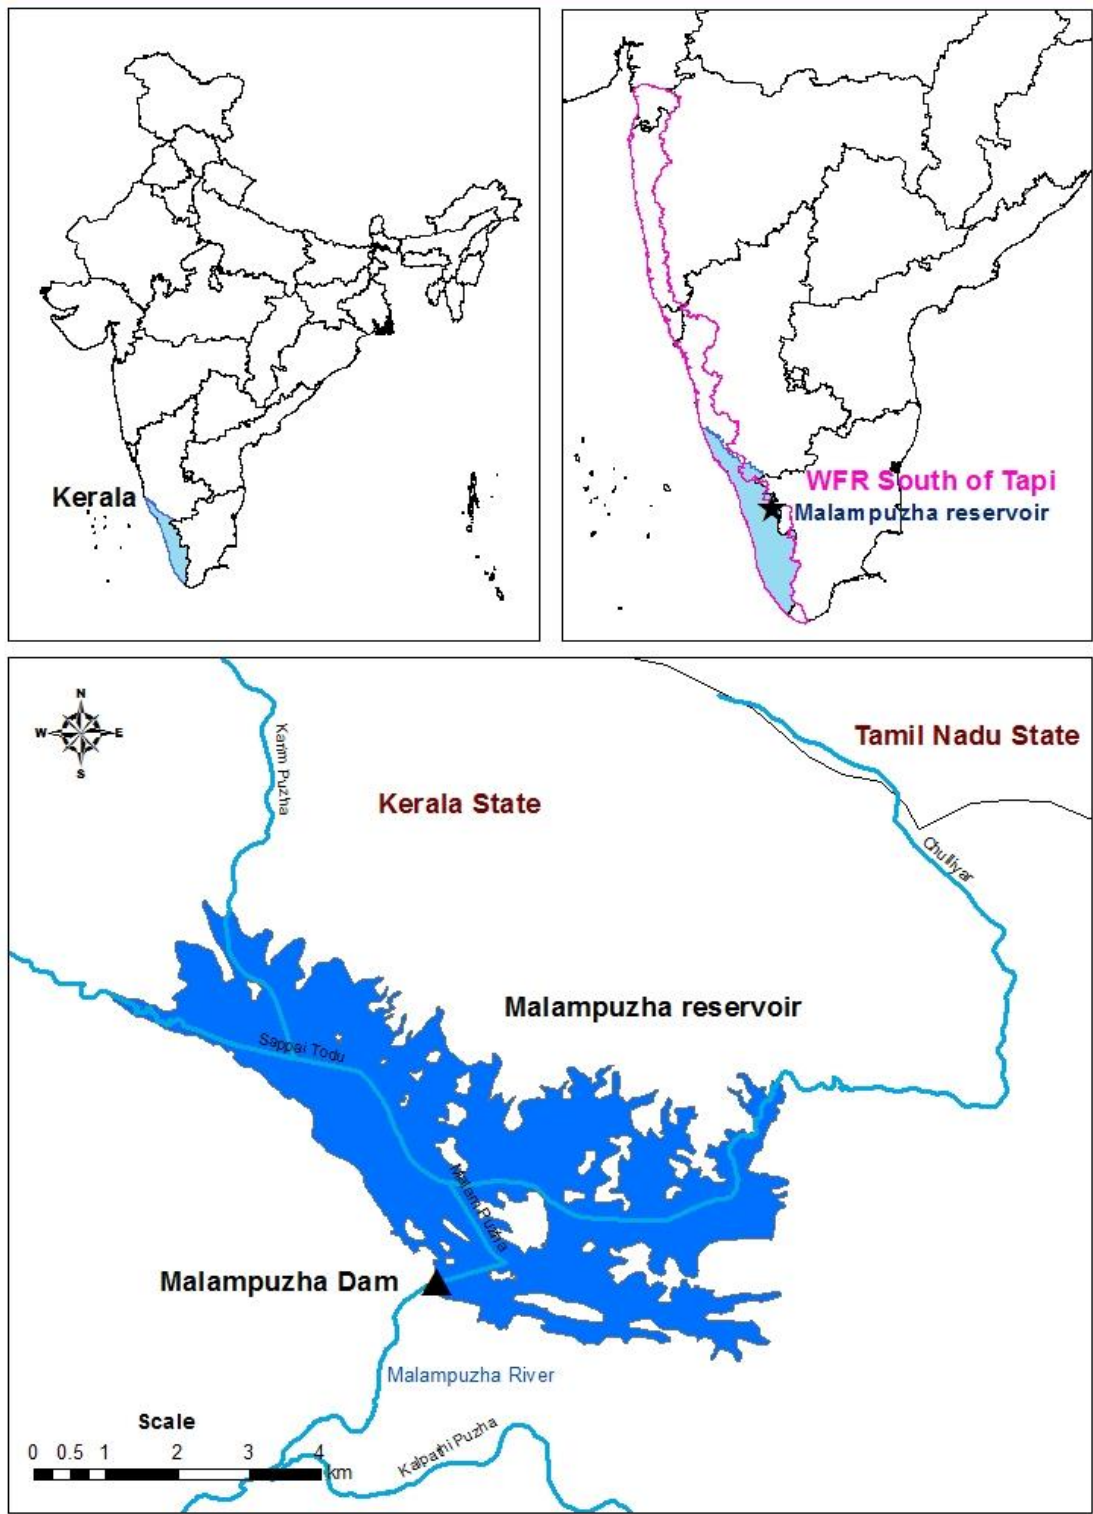 Kerala
WFR South of Tapi
Malampuzha reservoir
N
W E
S
Karim Puzha
Tamil Nadu State
Kerala State
Chulliyar
Malampuzha reservoir
Sappai Todu
Malam Puzha
Malampuzha Dam
Malampuzha River
Scale
0 0.5 1 2 3 4
km
Kalpathi Puzha